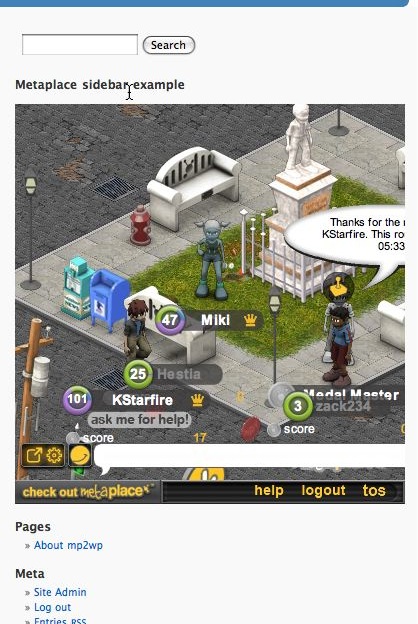 Search
Metaplace sidebar example
Thanks for the
KStarfire. This ro
05:33
47 Miki
25 Hestia
101 KStarfire
ask me for help!
Medal Master
3 zack234
score
17
score
check out metaplace
help logout tos
Pages
» About mp2wp
Meta
» Site Admin
» Log out
» Entries RSS